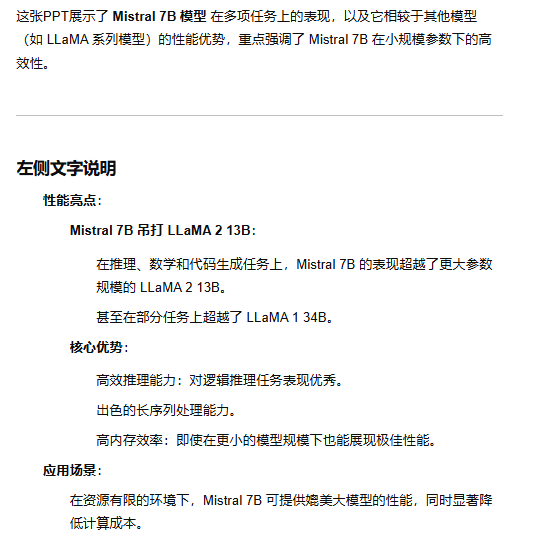 这张PPT展示了 Mistral 7B 模型 在多项任务上的表现，以及它相较于其他模型
（如 LLaMA 系列模型）的性能优势，重点强调了 Mistral 7B 在小规模参数下的高
效性。
左侧文字说明
性能亮点：
Mistral 7B 吊打 LLaMA 2 13B：
在推理、数学和代码生成任务上，Mistral 7B 的表现超越了更大参数
规模的 LLaMA 2 13B。
甚至在部分任务上超越了 LLaMA 1 34B。
核心优势：
高效推理能力：对逻辑推理任务表现优秀。
出色的长序列处理能力。
高内存效率：即使在更小的模型规模下也能展现极佳性能。
应用场景：
在资源有限的环境下，Mistral 7B 可提供媲美大模型的性能，同时显著降
低计算成本。